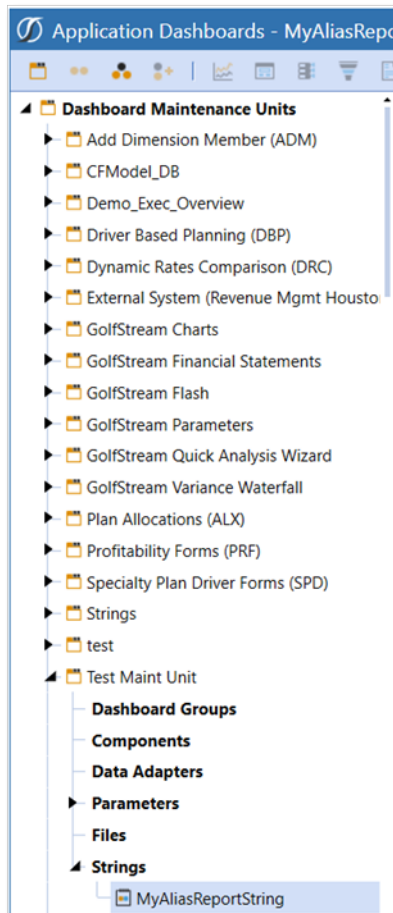 Application Dashboards - MyAliasRepo
Dashboard Maintenance Units
Add Dimension Member (ADM)
CFModel_DB
Demo_Exec_Overview
Driver Based Planning (DBP)
Dynamic Rates Comparison (DRC)
External System (Revenue Mgmt Housto
GolfStream Charts
GolfStream Financial Statements
GolfStream Flash
GolfStream Parameters
GolfStream Quick Analysis Wizard
GolfStream Variance Waterfall
Plan Allocations (ALX)
Profitability Forms (PRF)
Specialty Plan Driver Forms (SPD)
Strings
test
Test Maint Unit
Dashboard Groups
Components
Data Adapters
Parameters
Files
Strings
MyAliasReportString